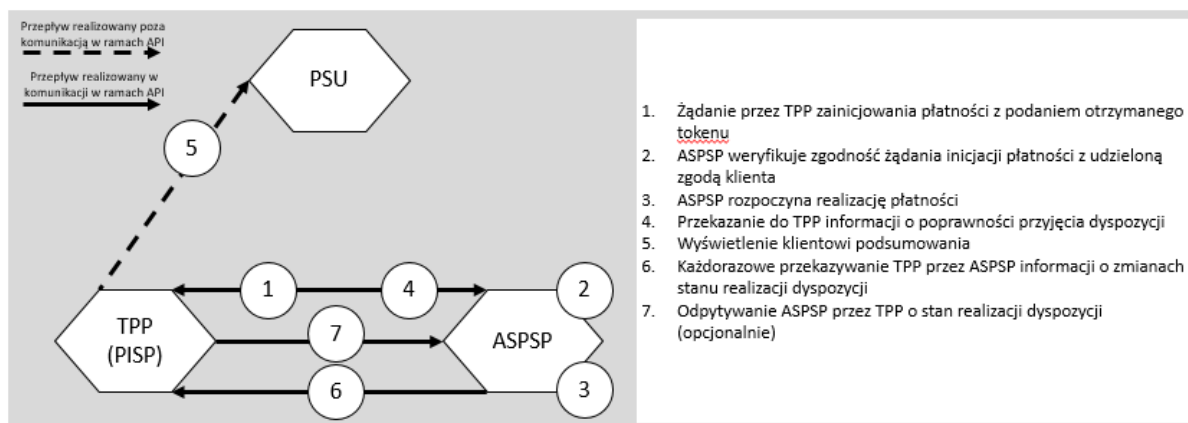 Przepływ realizowany poza
komunikacją w ramach API
Przepływ realizowany w
komunikacji w ramach API
PSU
5
1
4
2
TPP
(PISP)
7
ASPSP
6
3
1. Żądanie przez TPP zainicjowania płatności z podaniem otrzymanego
tokenu
2. ASPSP weryfikuje zgodność żądania inicjacji płatności z udzieloną
zgodą klienta
3. ASPSP rozpoczyna realizację płatności
4. Przekazanie do TPP informacji o poprawności przyjęcia dyspozycji
5. Wyświetlenie klientowi podsumowania
6. Każdorazowe przekazywanie TPP przez ASPSP informacji o zmianach
stanu realizacji dyspozycji
7. Odpytywanie ASPSP przez TPP o stan realizacji dyspozycji
(opcjonalnie)